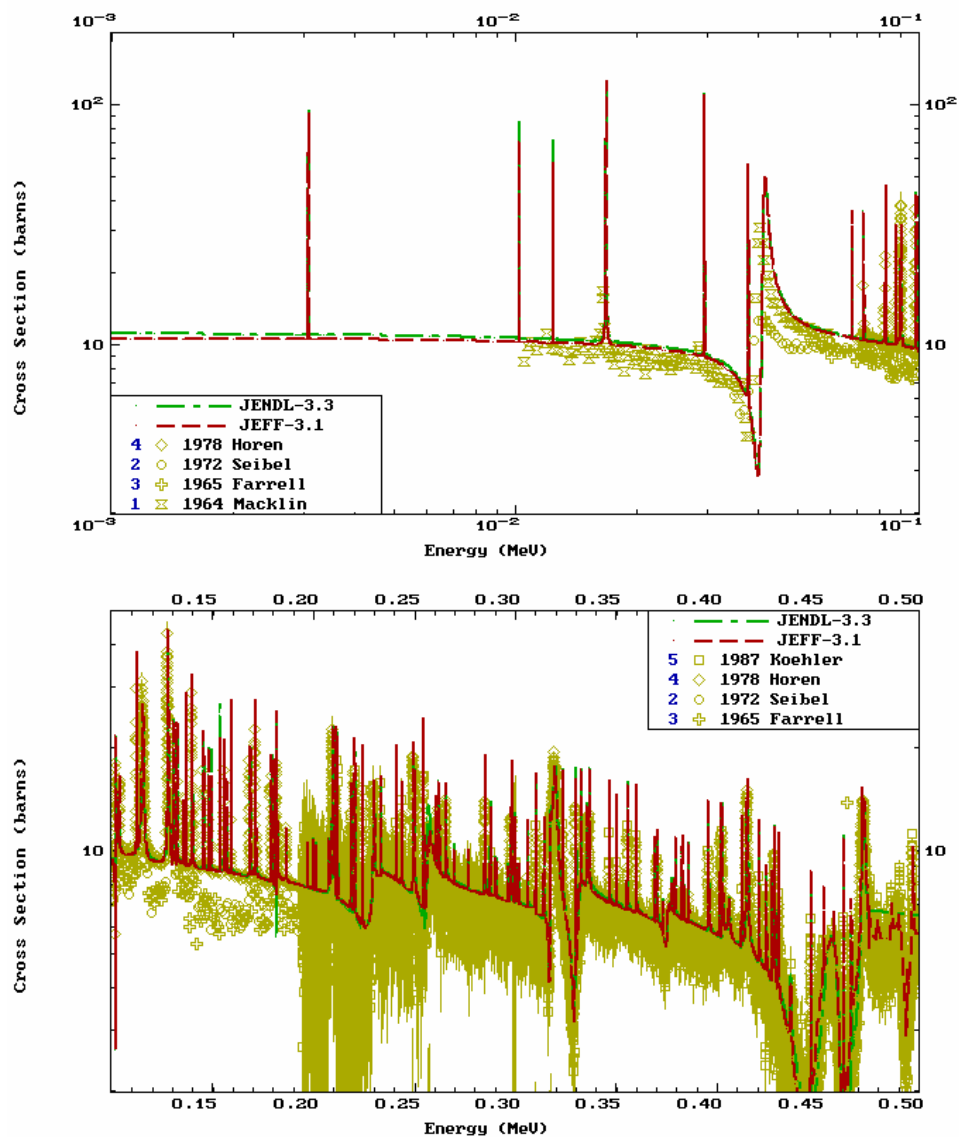 10-3 10-2 10-1
102 102
10 10
Cross Section (barns)
JENDL-3.3
JEFF-3.1
4 1978 Horen
2 1972 Seibel
3 1965 Farrell
1 1964 Macklin
10-3 10-2 10-1
Energy (MeV)
0.15 0.20 0.25 0.30 0.35 0.40 0.45 0.50
JENDL-3.3
JEFF-3.1
5 1987 Koehler
4 1978 Horen
2 1972 Seibel
3 1965 Farrell
10 10
Cross Section (barns)
0.15 0.20 0.25 0.30 0.35 0.40 0.45 0.50
Energy (MeV)